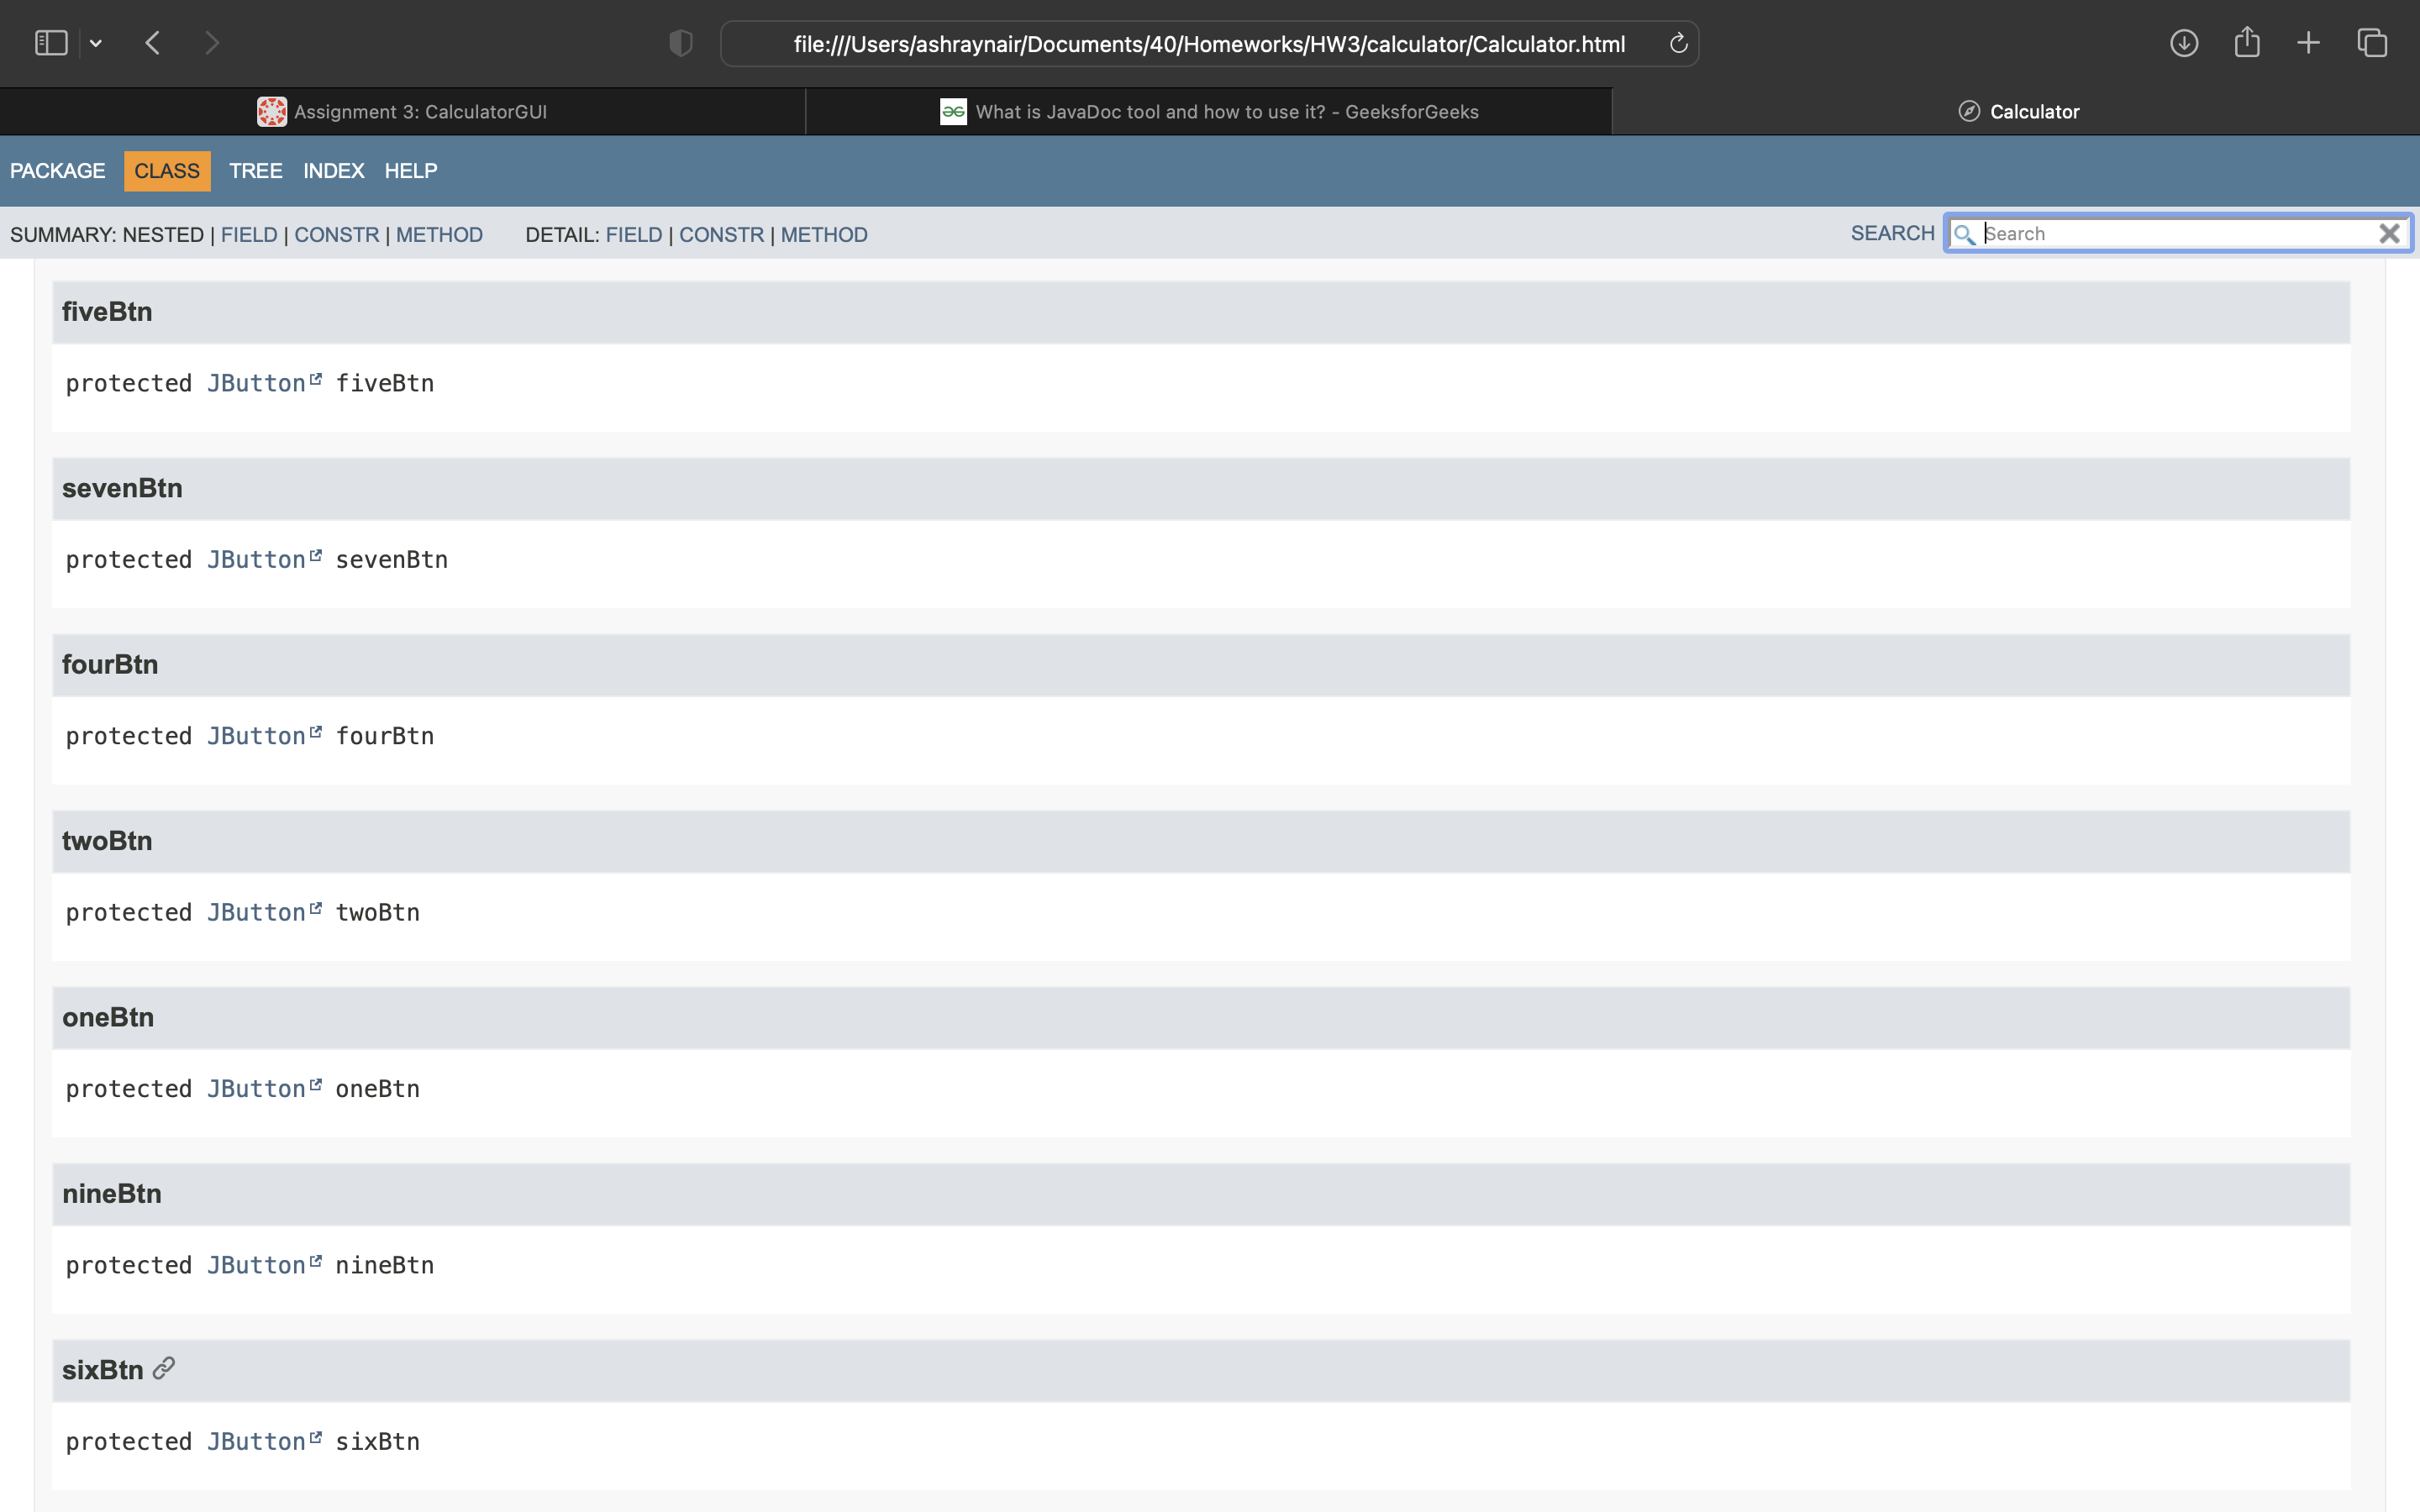 file:///Users/ashraynair/Documents/40/Homeworks/HW3/calculator/Calculator.html
Assignment 3: CalculatorGUI
What is JavaDoc tool and how to use it? - GeeksforGeeks
Calculator
PACKAGE CLASS TREE INDEX HELP
SUMMARY: NESTED | FIELD | CONSTR | METHOD DETAIL: FIELD | CONSTR | METHOD SEARCH Search
fiveBtn
protected JButton fiveBtn
sevenBtn
protected JButton sevenBtn
fourBtn
protected JButton fourBtn
twoBtn
protected JButton twoBtn
oneBtn
protected JButton oneBtn
nineBtn
protected JButton nineBtn
sixBtn
protected JButton sixBtn